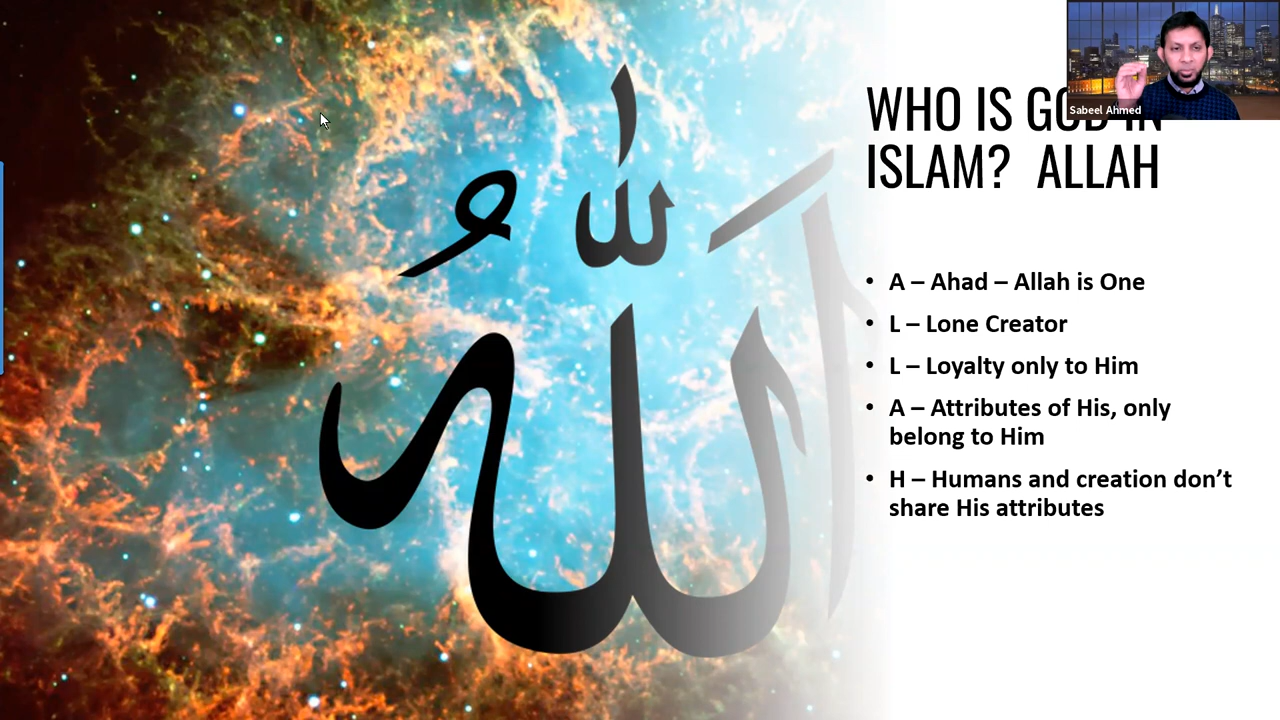 Sabeel Ahmed
WHO IS GOD IN
ISLAM? ALLAH
اَللّٰهُ
• A – Ahad – Allah is One
• L – Lone Creator
• L – Loyalty only to Him
• A – Attributes of His, only
belong to Him
• H – Humans and creation don’t
share His attributes